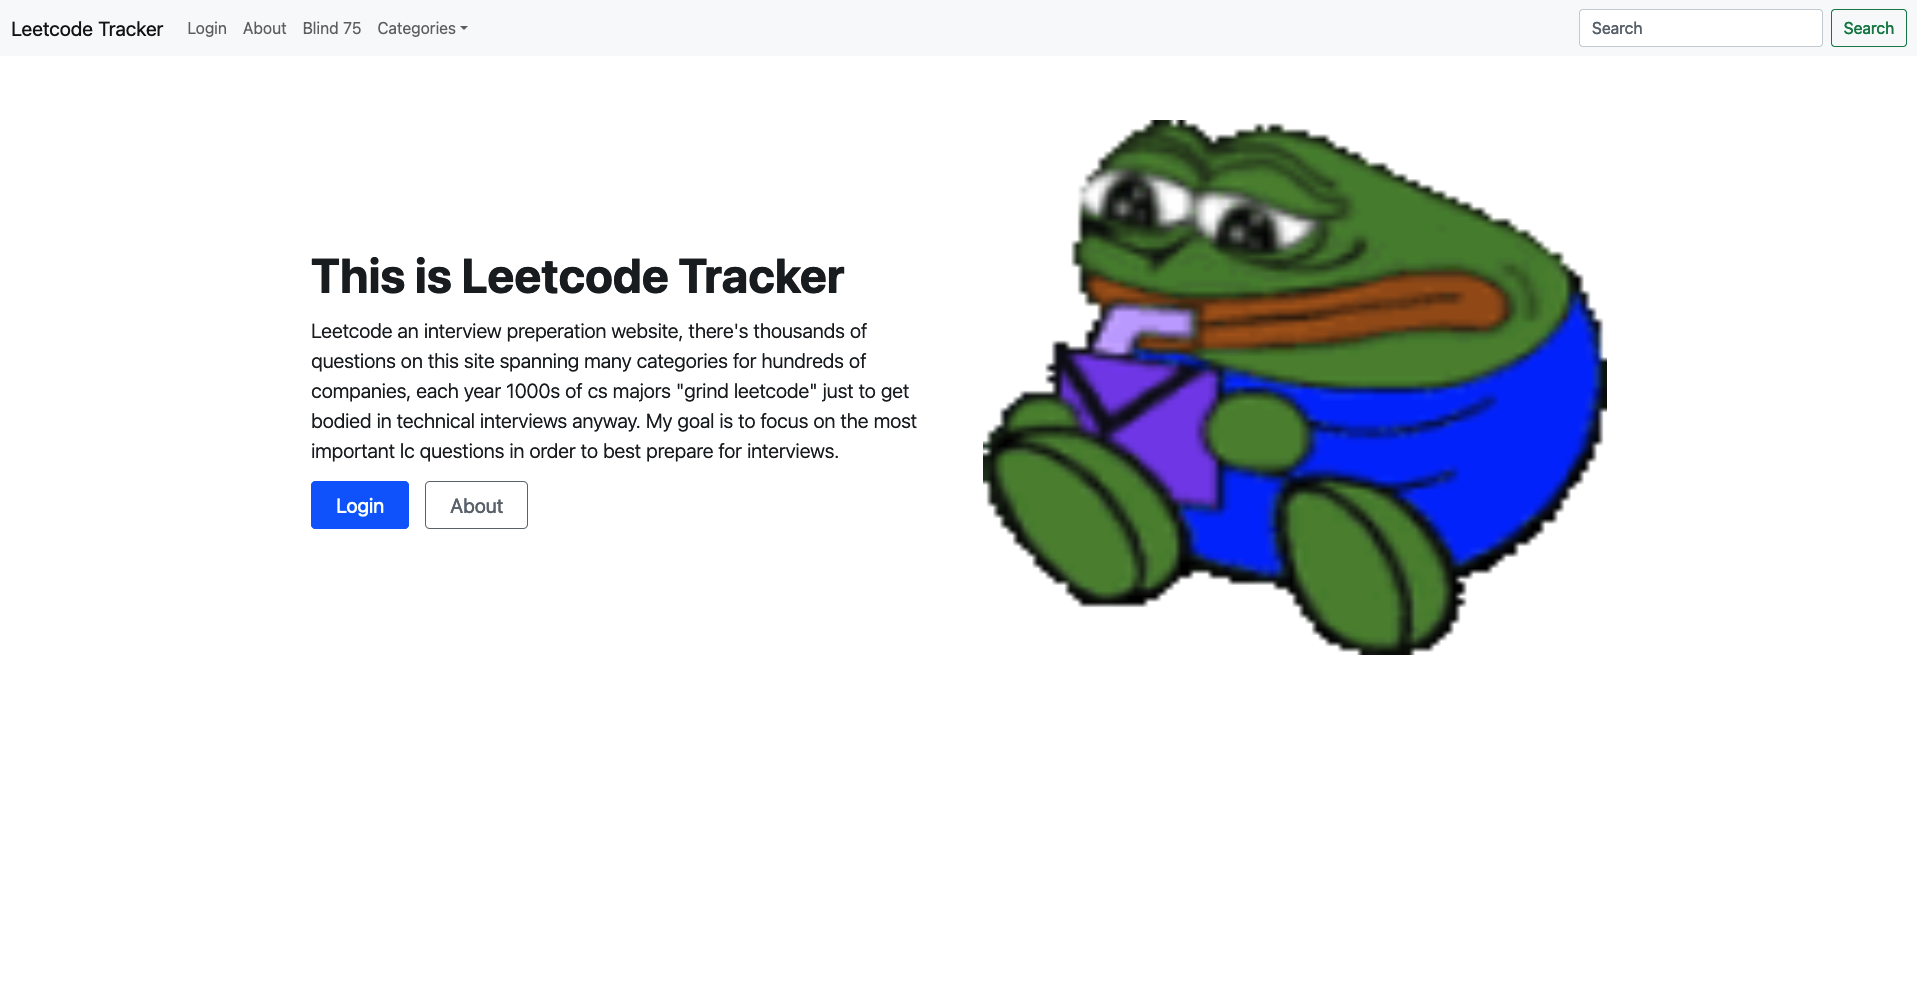 Leetcode Tracker Login About Blind 75 Categories Search Search
This is Leetcode Tracker
Leetcode an interview preperation website, there's thousands of
questions on this site spanning many categories for hundreds of
companies, each year 1000s of cs majors "grind leetcode" just to get
bodied in technical interviews anyway. My goal is to focus on the most
important lc questions in order to best prepare for interviews.
Login About